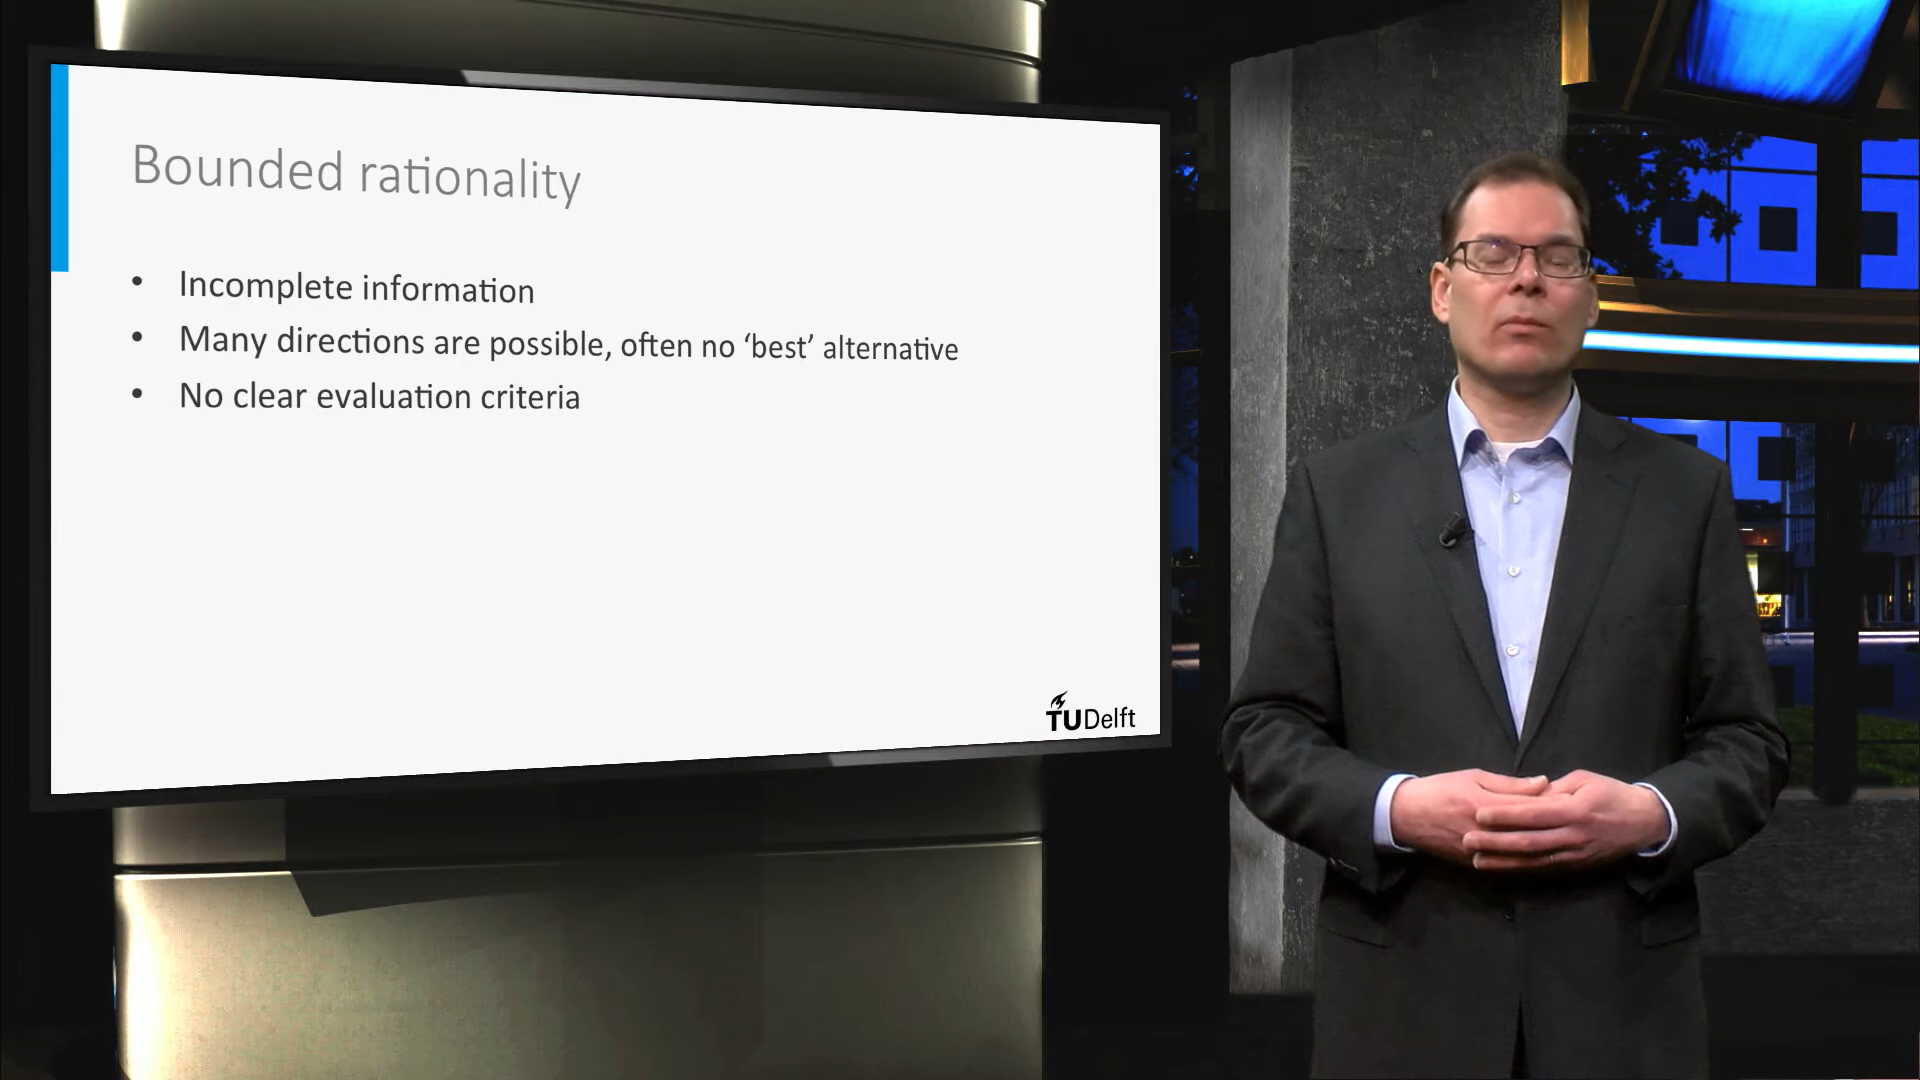 Bounded rationality
• Incomplete information
• Many directions are possible, often no ‘best’ alternative
• No clear evaluation criteria
TUDelft